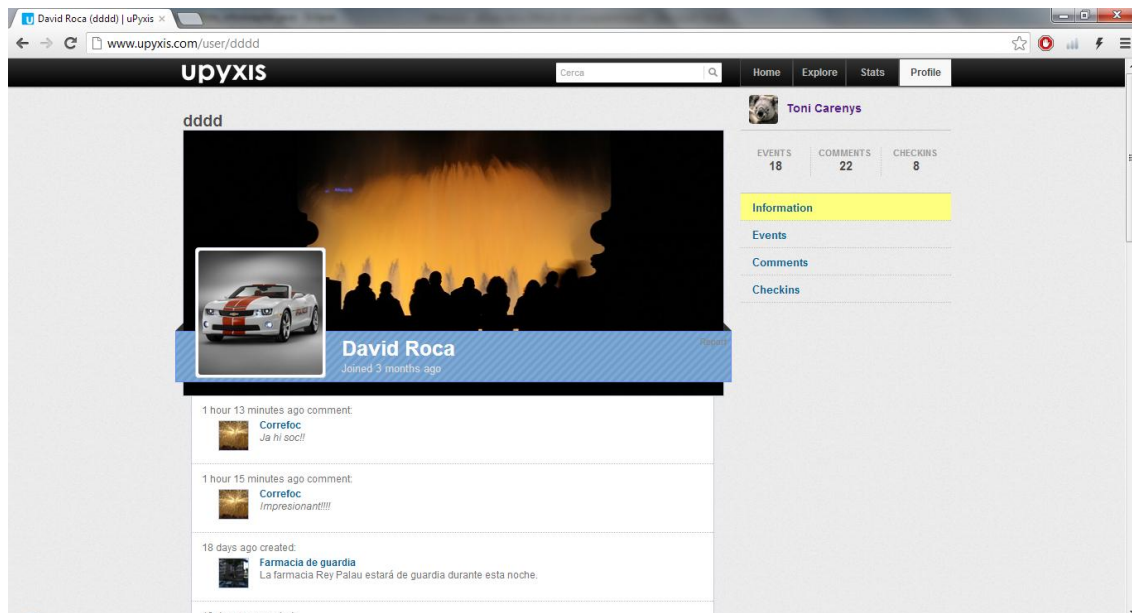 David Roca (dddd) | uPyxis
www.upyxis.com/user/dddd
upyxis
Cerca
Home Explore Stats Profile
Toni Carenys
dddd
EVENTS COMMENTS CHECKINS
18 22 8
Information
Events
Comments
Checkins
David Roca
Report
Joined 3 months ago
1 hour 13 minutes ago comment:
Correfoc
Ja hi soc!!
1 hour 15 minutes ago comment:
Correfoc
Impresionant!!!!
18 days ago created:
Farmacia de guardia
La farmacia Rey Palau estará de guardia durante esta noche.